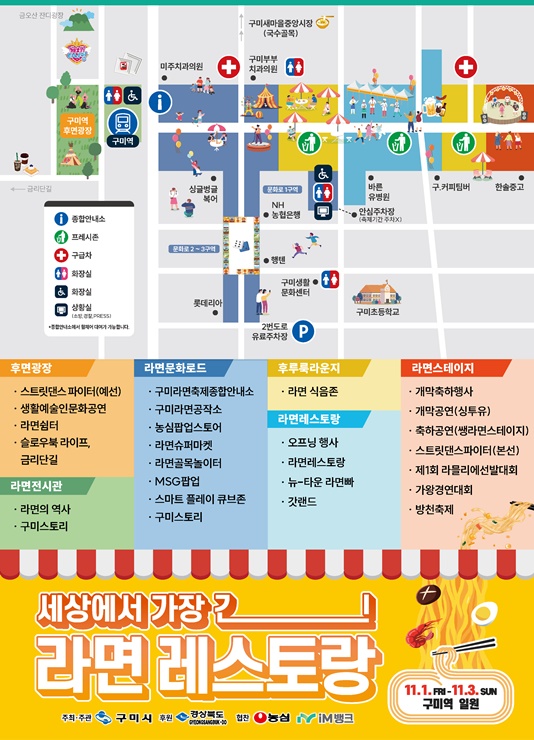 금오산 잔디광장
구미새마을중앙시장
(국수골목)
미주치과의원
구미부부
치과의원
구미역
후면광장
구미역
금리단길
싱글벙글
복어
문화로 1구역
NH
농협은행
안심주차장
(축제기간 주차X)
바른
유병원
구.커피팀버
한솔중고
종합안내소
프레시존
구급차
화장실
화장실
상황실
(소방,경찰,PRESS)
*종합안내소에서 휠체어 대여가 가능합니다.
문화로 2 ~ 3구역
행텐
구미생활
문화센터
구미초등학교
롯데리아
2번도로
유료주차장
P
후면광장
· 스트릿댄스 파이터(예선)
· 생활예술인문화공연
· 라면쉼터
· 슬로우북 라이프,
금리단길
라면전시관
· 라면의 역사
· 구미스토리
라면문화로드
· 구미라면축제종합안내소
· 구미라면공작소
· 농심팝업스토어
· 라면슈퍼마켓
· 라면골목놀이터
· MSG팝업
· 스마트 플레이 큐브존
· 구미스토리
후루룩라운지
· 라면 식음존
라면레스토랑
· 오프닝 행사
· 라면레스토랑
· 뉴-타운 라면빠
· 갓랜드
라면스테이지
· 개막축하행사
· 개막공연(싱투유)
· 축하공연(쌩라면스테이지)
· 스트릿댄스파이터(본선)
· 제1회 라믈리에선발대회
· 가왕경연대회
· 방천축제
세상에서 가장 긴
라면 레스토랑
11.1. FRI - 11.3. SUN
구미역 일원
주최·주관 구미시 후원 경상북도 GYEONGSANGBUK-DO 협찬 농심 iM뱅크